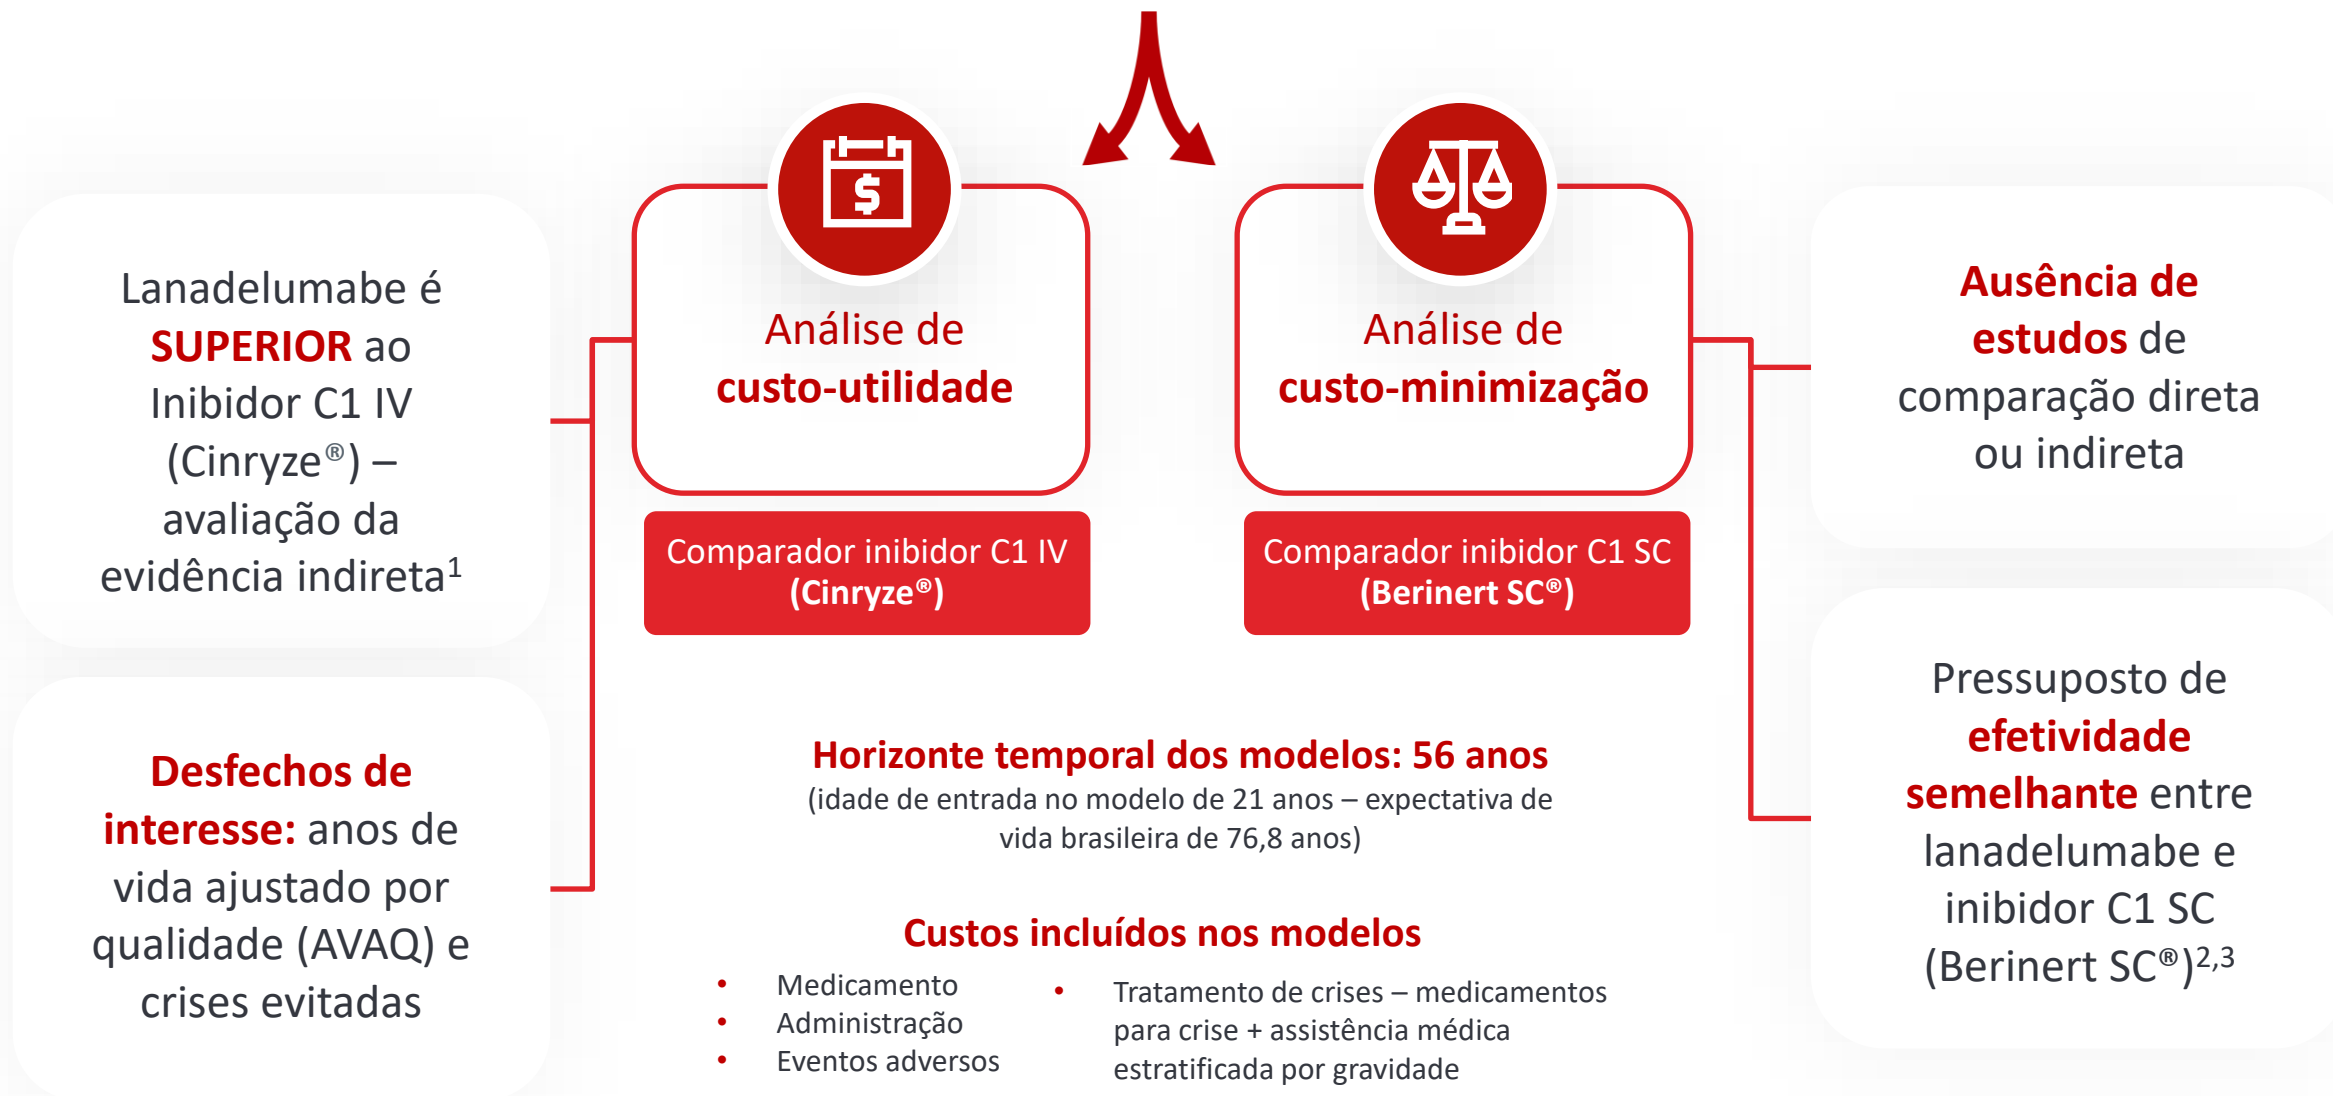 Lanadelumabe é
SUPERIOR ao
Inibidor C1 IV
(Cinryze®) –
avaliação da
evidência indireta1
Desfechos de
interesse: anos de
vida ajustado por
qualidade (AVAQ) e
crises evitadas
$
Análise de
custo-utilidade
Comparador inibidor C1 IV
(Cinryze®)
Análise de
custo-minimização
Comparador inibidor C1 SC
(Berinert SC®)
Horizonte temporal dos modelos: 56 anos
(idade de entrada no modelo de 21 anos – expectativa de
vida brasileira de 76,8 anos)
Custos incluídos nos modelos
• Medicamento
• Administração
• Eventos adversos
• Tratamento de crises – medicamentos
para crise + assistência médica
estratificada por gravidade
Ausência de
estudos de
comparação direta
ou indireta
Pressuposto de
efetividade
semelhante entre
lanadelumabe e
inibidor C1 SC
(Berinert SC®)2,3